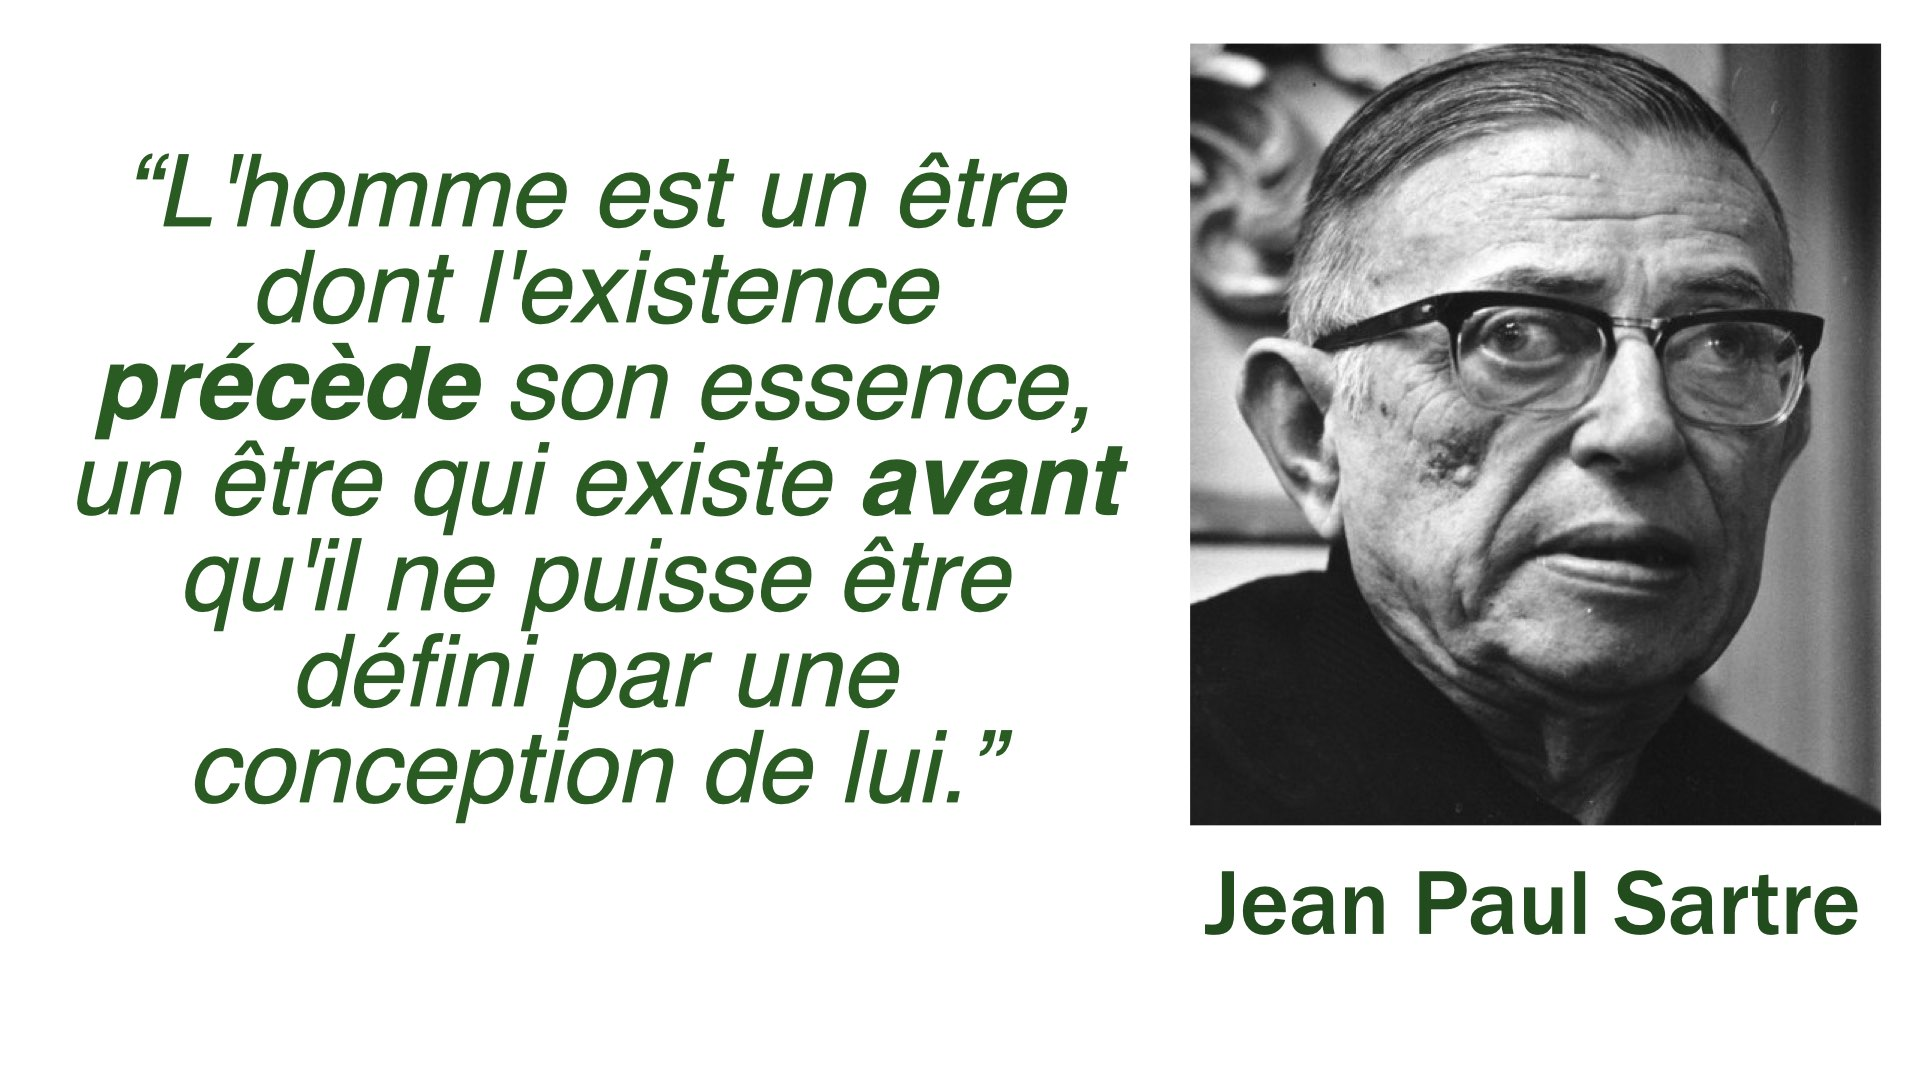 “L'homme est un être
dont l'existence
précède son essence,
un être qui existe avant
qu'il ne puisse être
défini par une
conception de lui.”
Jean Paul Sartre